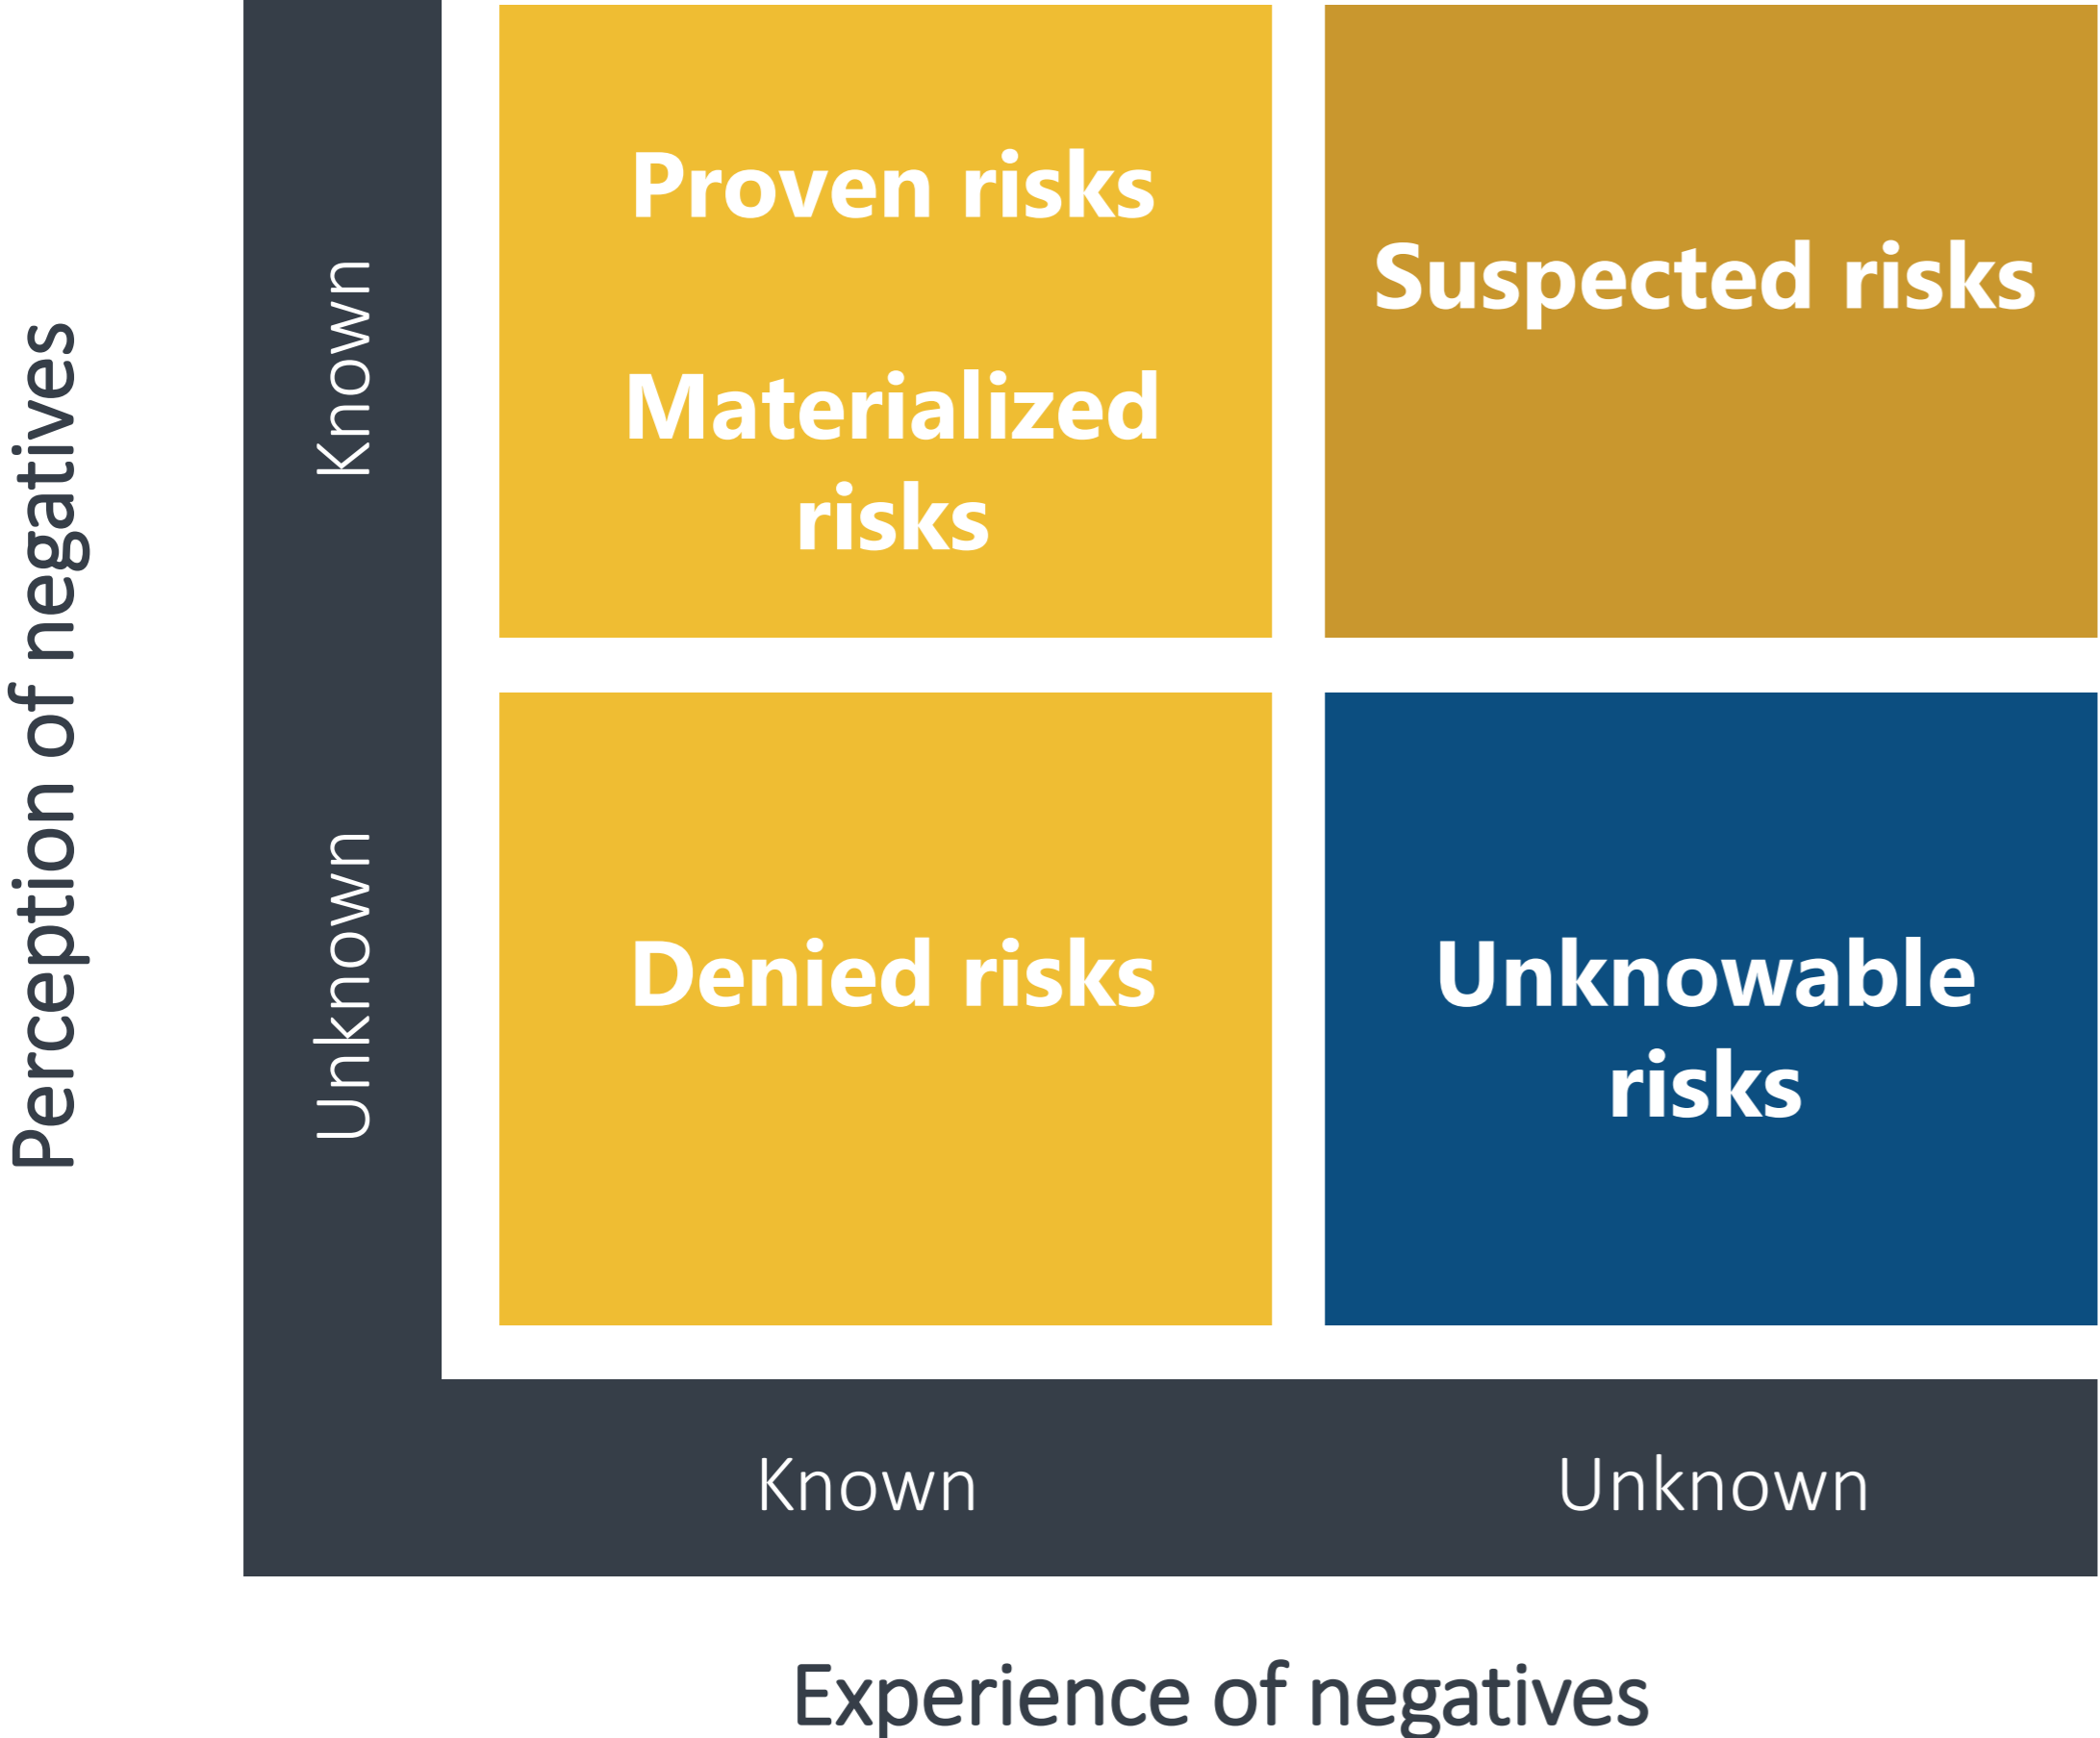 Perception of negatives
Known
Unknown
Proven risks
Materialized
risks
Suspected risks
Denied risks
Unknowable
risks
Known
Unknown
Experience of negatives